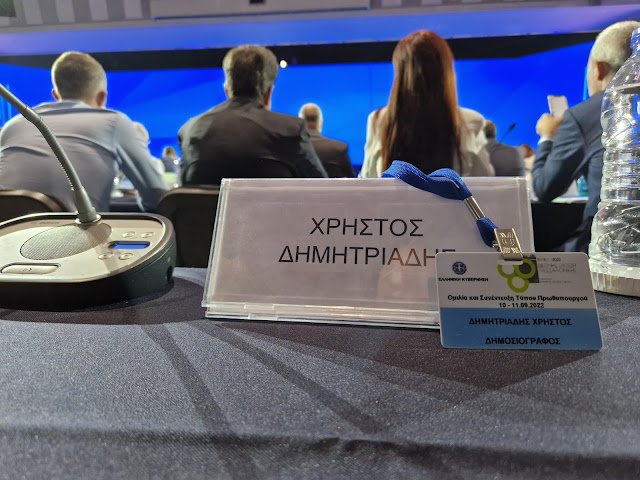 ΧΡΗΣΤΟΣ
ΔΗΜΗΤΡΙΑΔΗΣ
ΕΛΛΗΝΙΚΗ ΚΥΒΕΡΝΗΣΗ
Ομιλία και Συνέντευξη Τύπου Πρωθυπουργού
10 - 11.09.2022
ΔΗΜΗΤΡΙΑΔΗΣ ΧΡΗΣΤΟΣ
ΔΗΜΟΣΙΟΓΡΑΦΟΣ